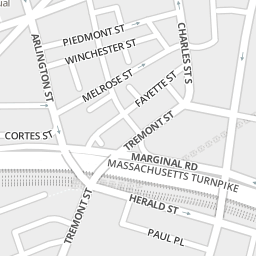 ual
PIEDMONT ST
WINCHESTER ST
ARLINGTON ST
CHARLES ST S
MELROSE ST
FAYETTE ST
CORTES ST
TREMONT ST
MARGINAL RD
MASSACHUSETTS TURNPIKE
HERALD ST
TREMONT ST
PAUL PL